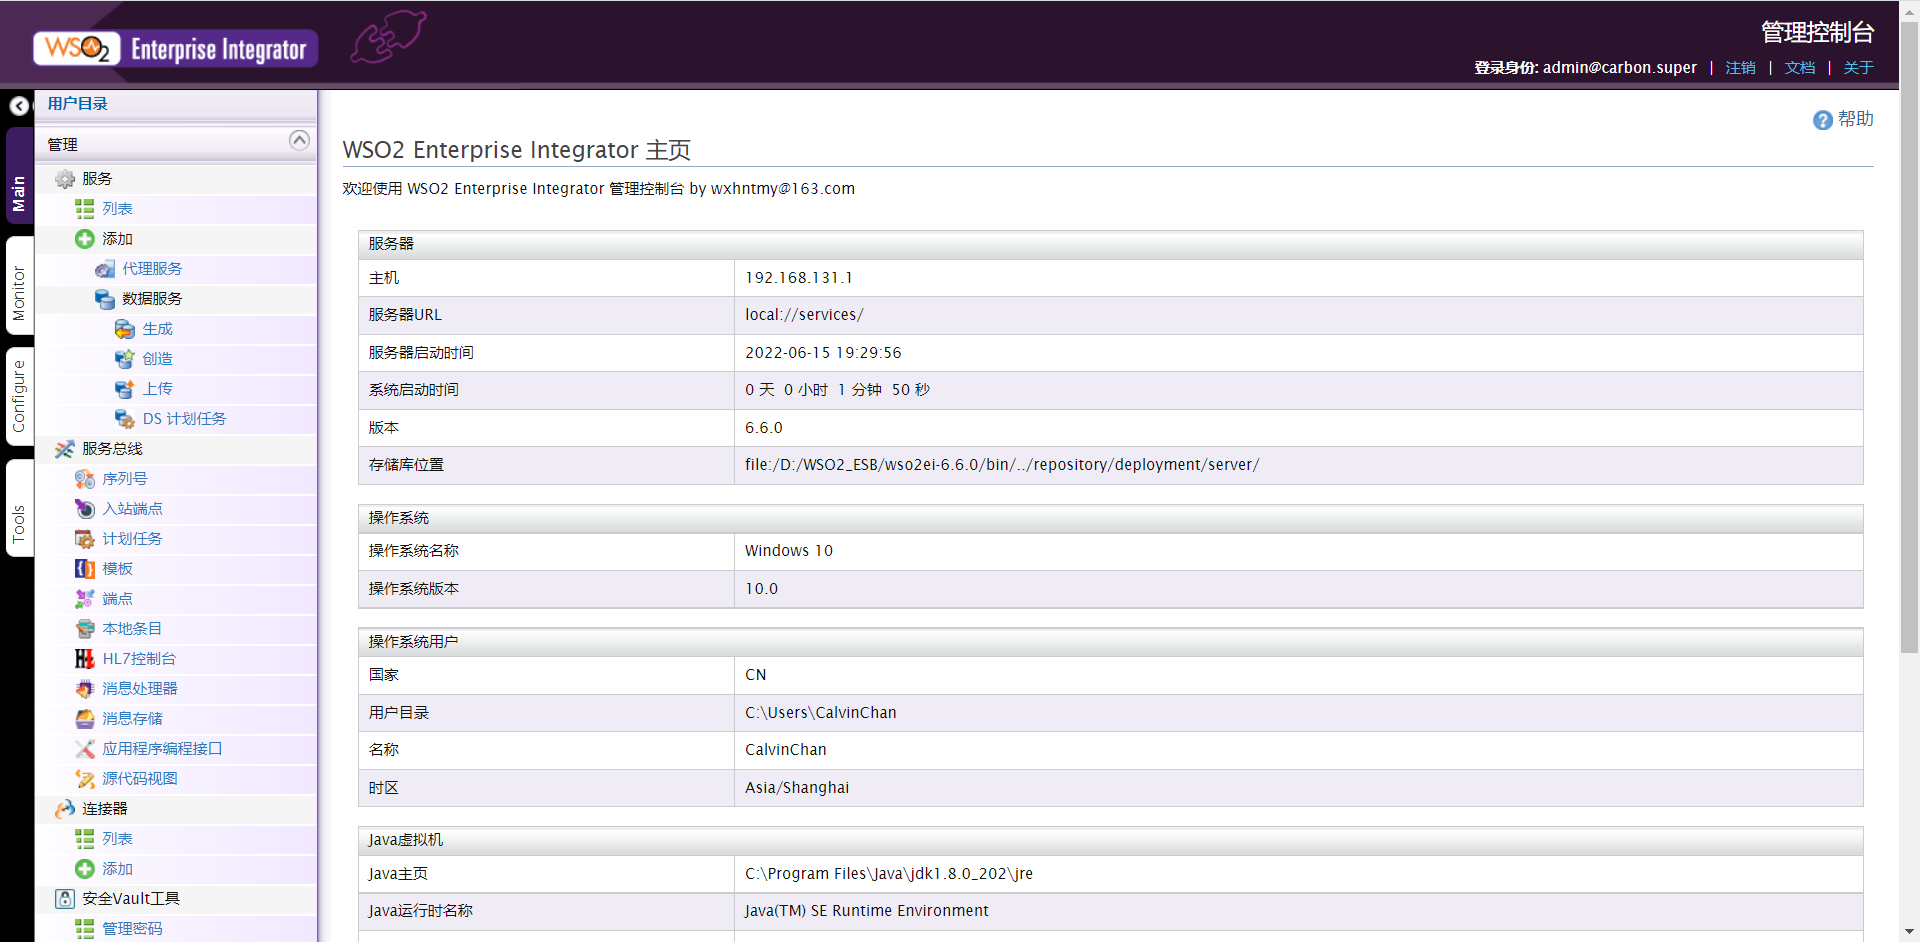 WSO2 Enterprise Integrator
管理控制台
登录身份: admin@carbon.super | 注销 | 文档 | 关于
用户目录
管理
Main
Monitor
Configure
Tools
服务
列表
添加
代理服务
数据服务
生成
创造
上传
DS 计划任务
服务总线
序列号
入站端点
计划任务
模板
端点
本地条目
HL7控制台
消息处理器
消息存储
应用程序编程接口
源代码视图
连接器
列表
添加
安全Vault工具
管理密码
帮助
WSO2 Enterprise Integrator 主页
欢迎使用 WSO2 Enterprise Integrator 管理控制台 by wxhntmy@163.com
服务器
主机 192.168.131.1
服务器URL local://services/
服务器启动时间 2022-06-15 19:29:56
系统启动时间 0 天 0 小时 1 分钟 50 秒
版本 6.6.0
存储库位置 file:/D:/WSO2_ESB/wso2ei-6.6.0/bin/../repository/deployment/server/
操作系统
操作系统名称 Windows 10
操作系统版本 10.0
操作系统用户
国家 CN
用户目录 C:\Users\CalvinChan
名称 CalvinChan
时区 Asia/Shanghai
Java虚拟机
Java主页 C:\Program Files\Java\jdk1.8.0_202\jre
Java运行时名称 Java(TM) SE Runtime Environment